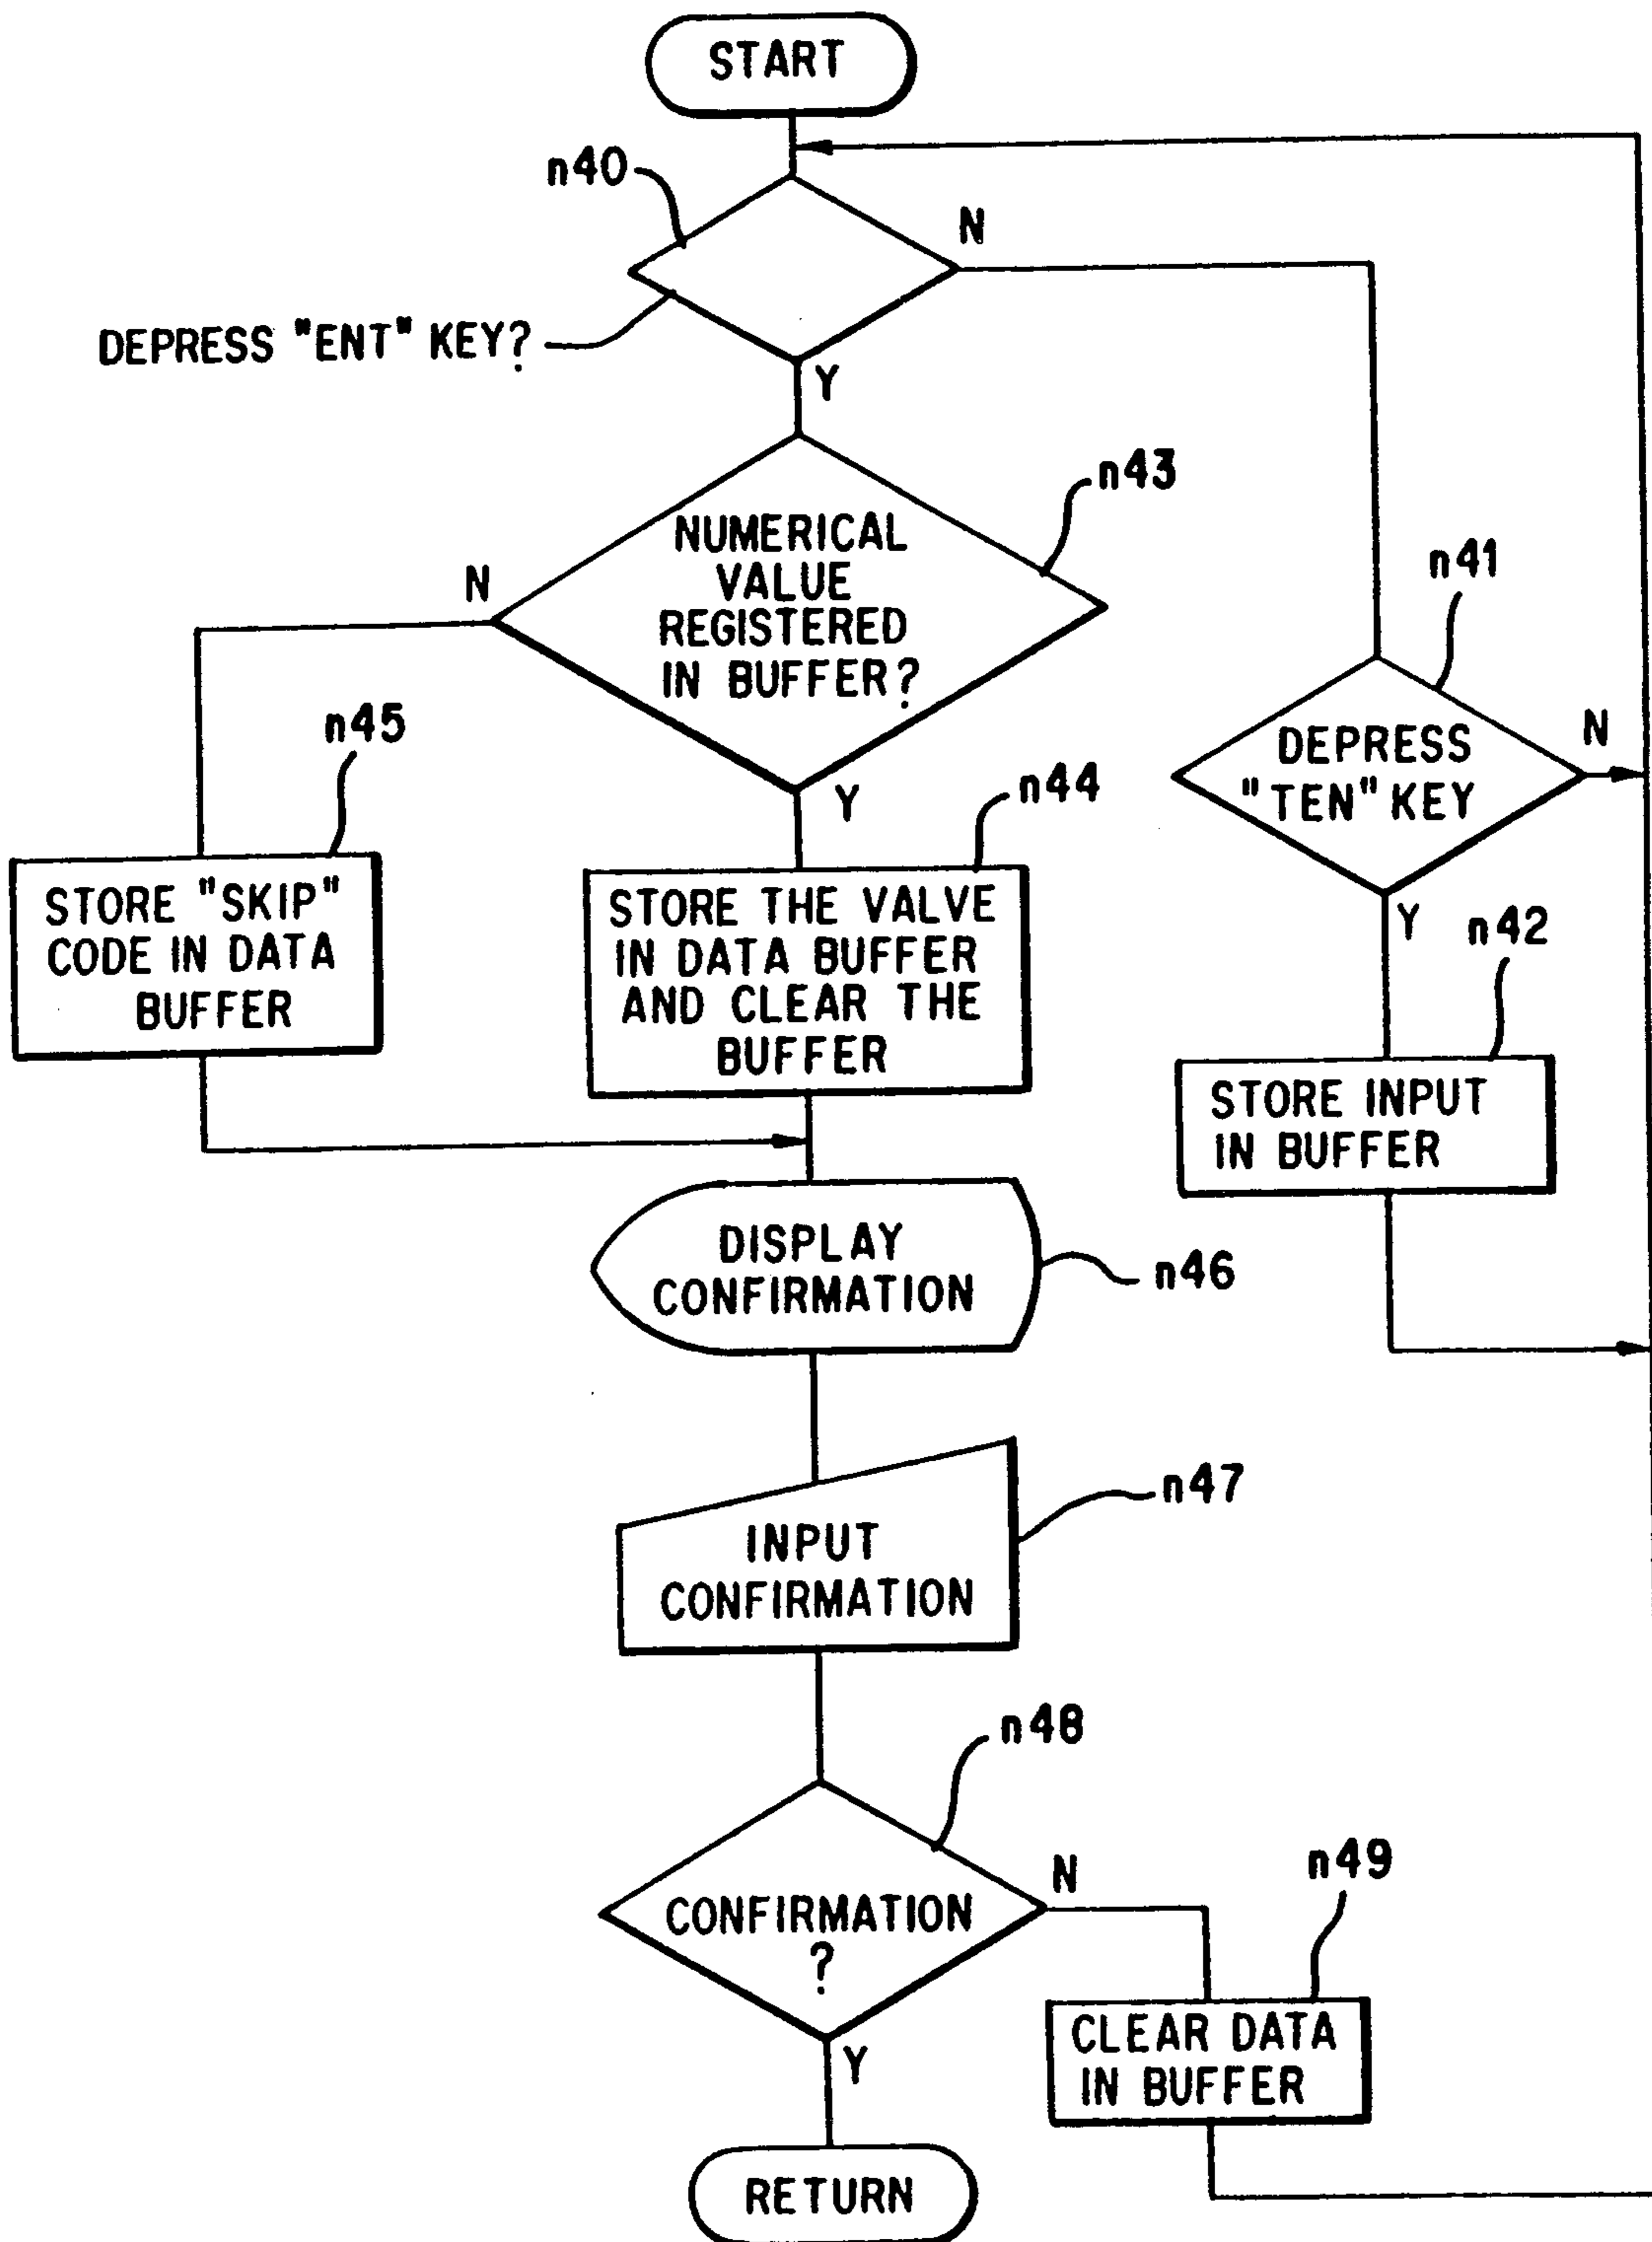 START
n40
N
DEPRESS "ENT" KEY?
Y
n43
NUMERICAL
VALUE
REGISTERED
IN BUFFER?
N
n41
n45
DEPRESS
"TEN" KEY
N
Y
n44
STORE "SKIP"
CODE IN DATA
BUFFER
STORE THE VALVE
IN DATA BUFFER
AND CLEAR THE
BUFFER
Y
n42
STORE INPUT
IN BUFFER
DISPLAY
CONFIRMATION
n46
n47
INPUT
CONFIRMATION
n48
CONFIRMATION
?
N
n49
CLEAR DATA
IN BUFFER
Y
RETURN